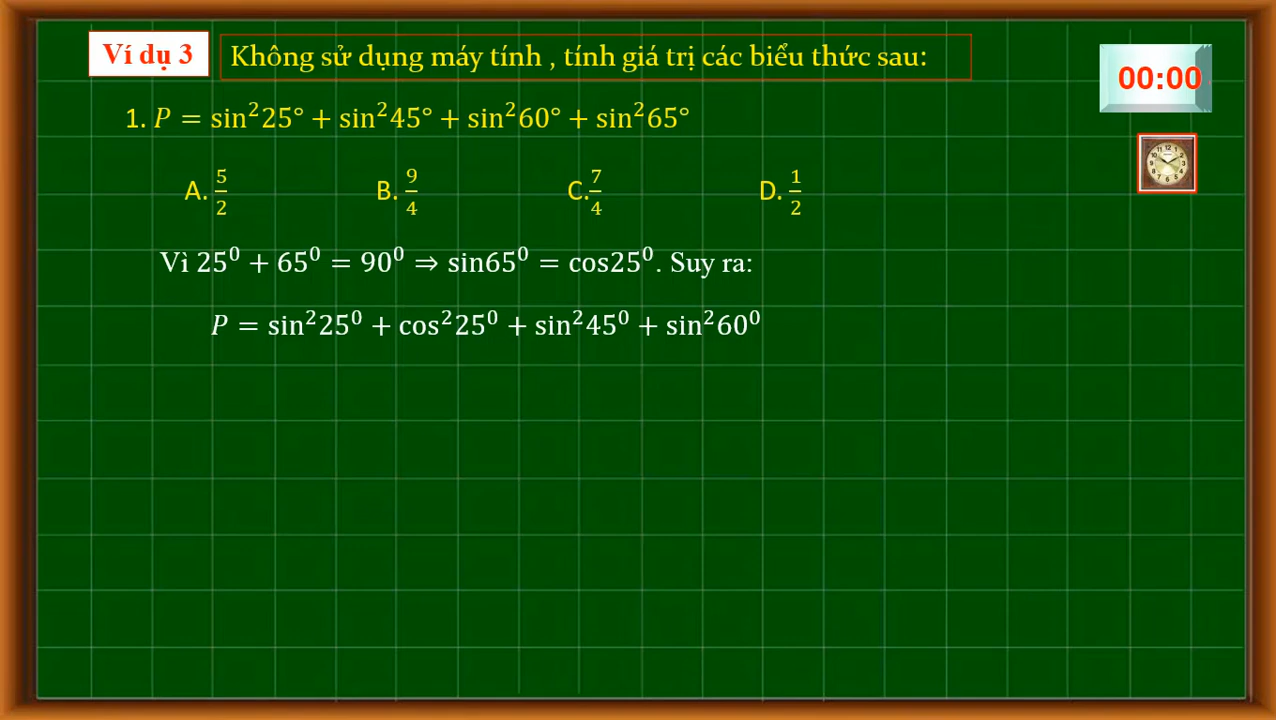 Ví dụ 3 Không sử dụng máy tính , tính giá trị các biểu thức sau:
00:00
1. P = sin²25° + sin²45° + sin²60° + sin²65°
A. 5/2 B. 9/4 C. 7/4 D. 1/2
Vì 25⁰ + 65⁰ = 90⁰ ⇒ sin65⁰ = cos25⁰. Suy ra:
P = sin²25⁰ + cos²25⁰ + sin²45⁰ + sin²60⁰